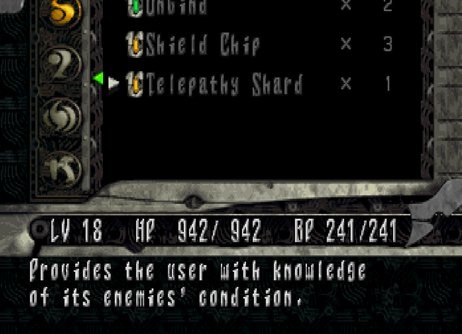 Unbind × 2
Shield Chip × 3
Telepathy Shard × 1
LV 18 HP 942/ 942 BP 241/241
Provides the user with knowledge
of its enemies' condition.